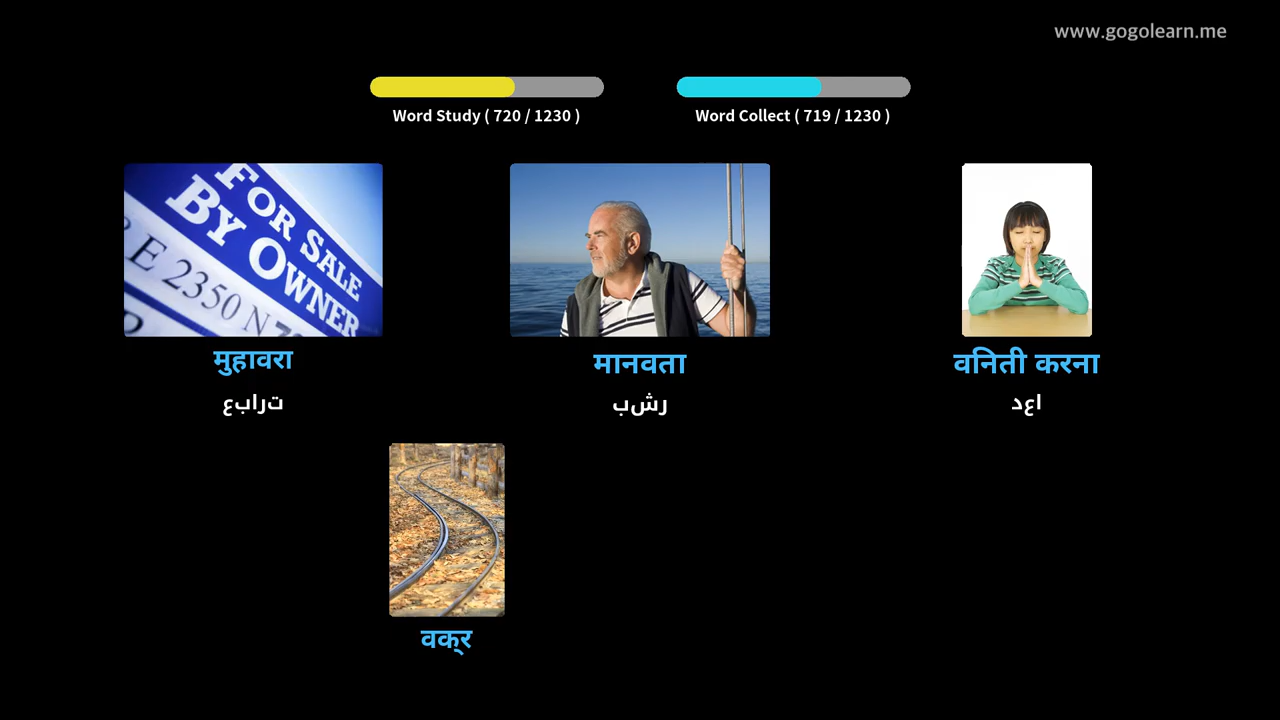 www.gogolearn.me
Word Study ( 720 / 1230 )
Word Collect ( 719 / 1230 )
FOR SALE
BY OWNER
E 2350 N
मुहावरा
मानवता
वनिती करना
ترابع
رشب
اعد
वक्र